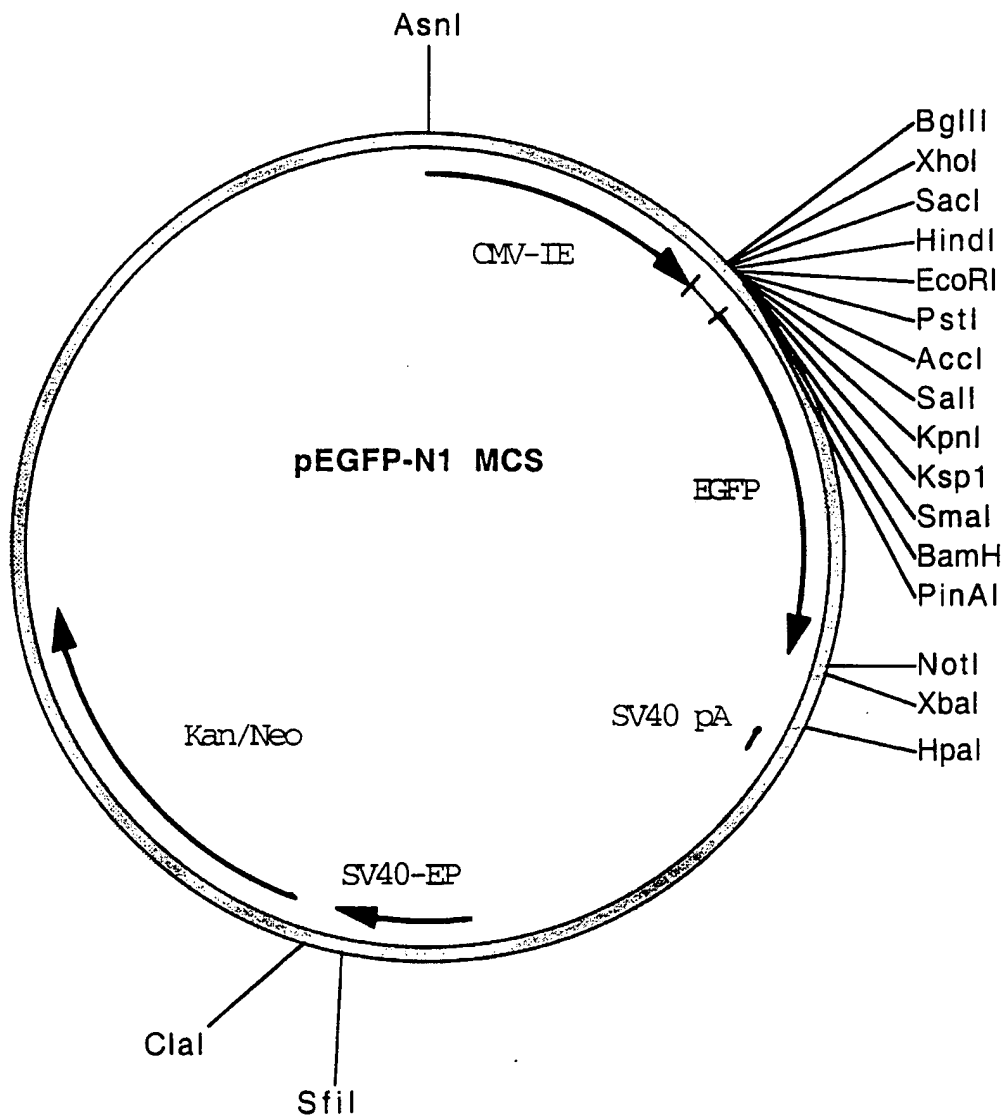 AsnI
BglII
XhoI
SacI
HindI
EcoRI
PstI
AccI
SalI
KpnI
Ksp1
SmaI
BamH
PinAI
NotI
XbaI
HpaI
CMV-IE
pEGFP-N1 MCS
EGFP
SV40 pA
Kan/Neo
SV40-EP
ClaI
SfiI